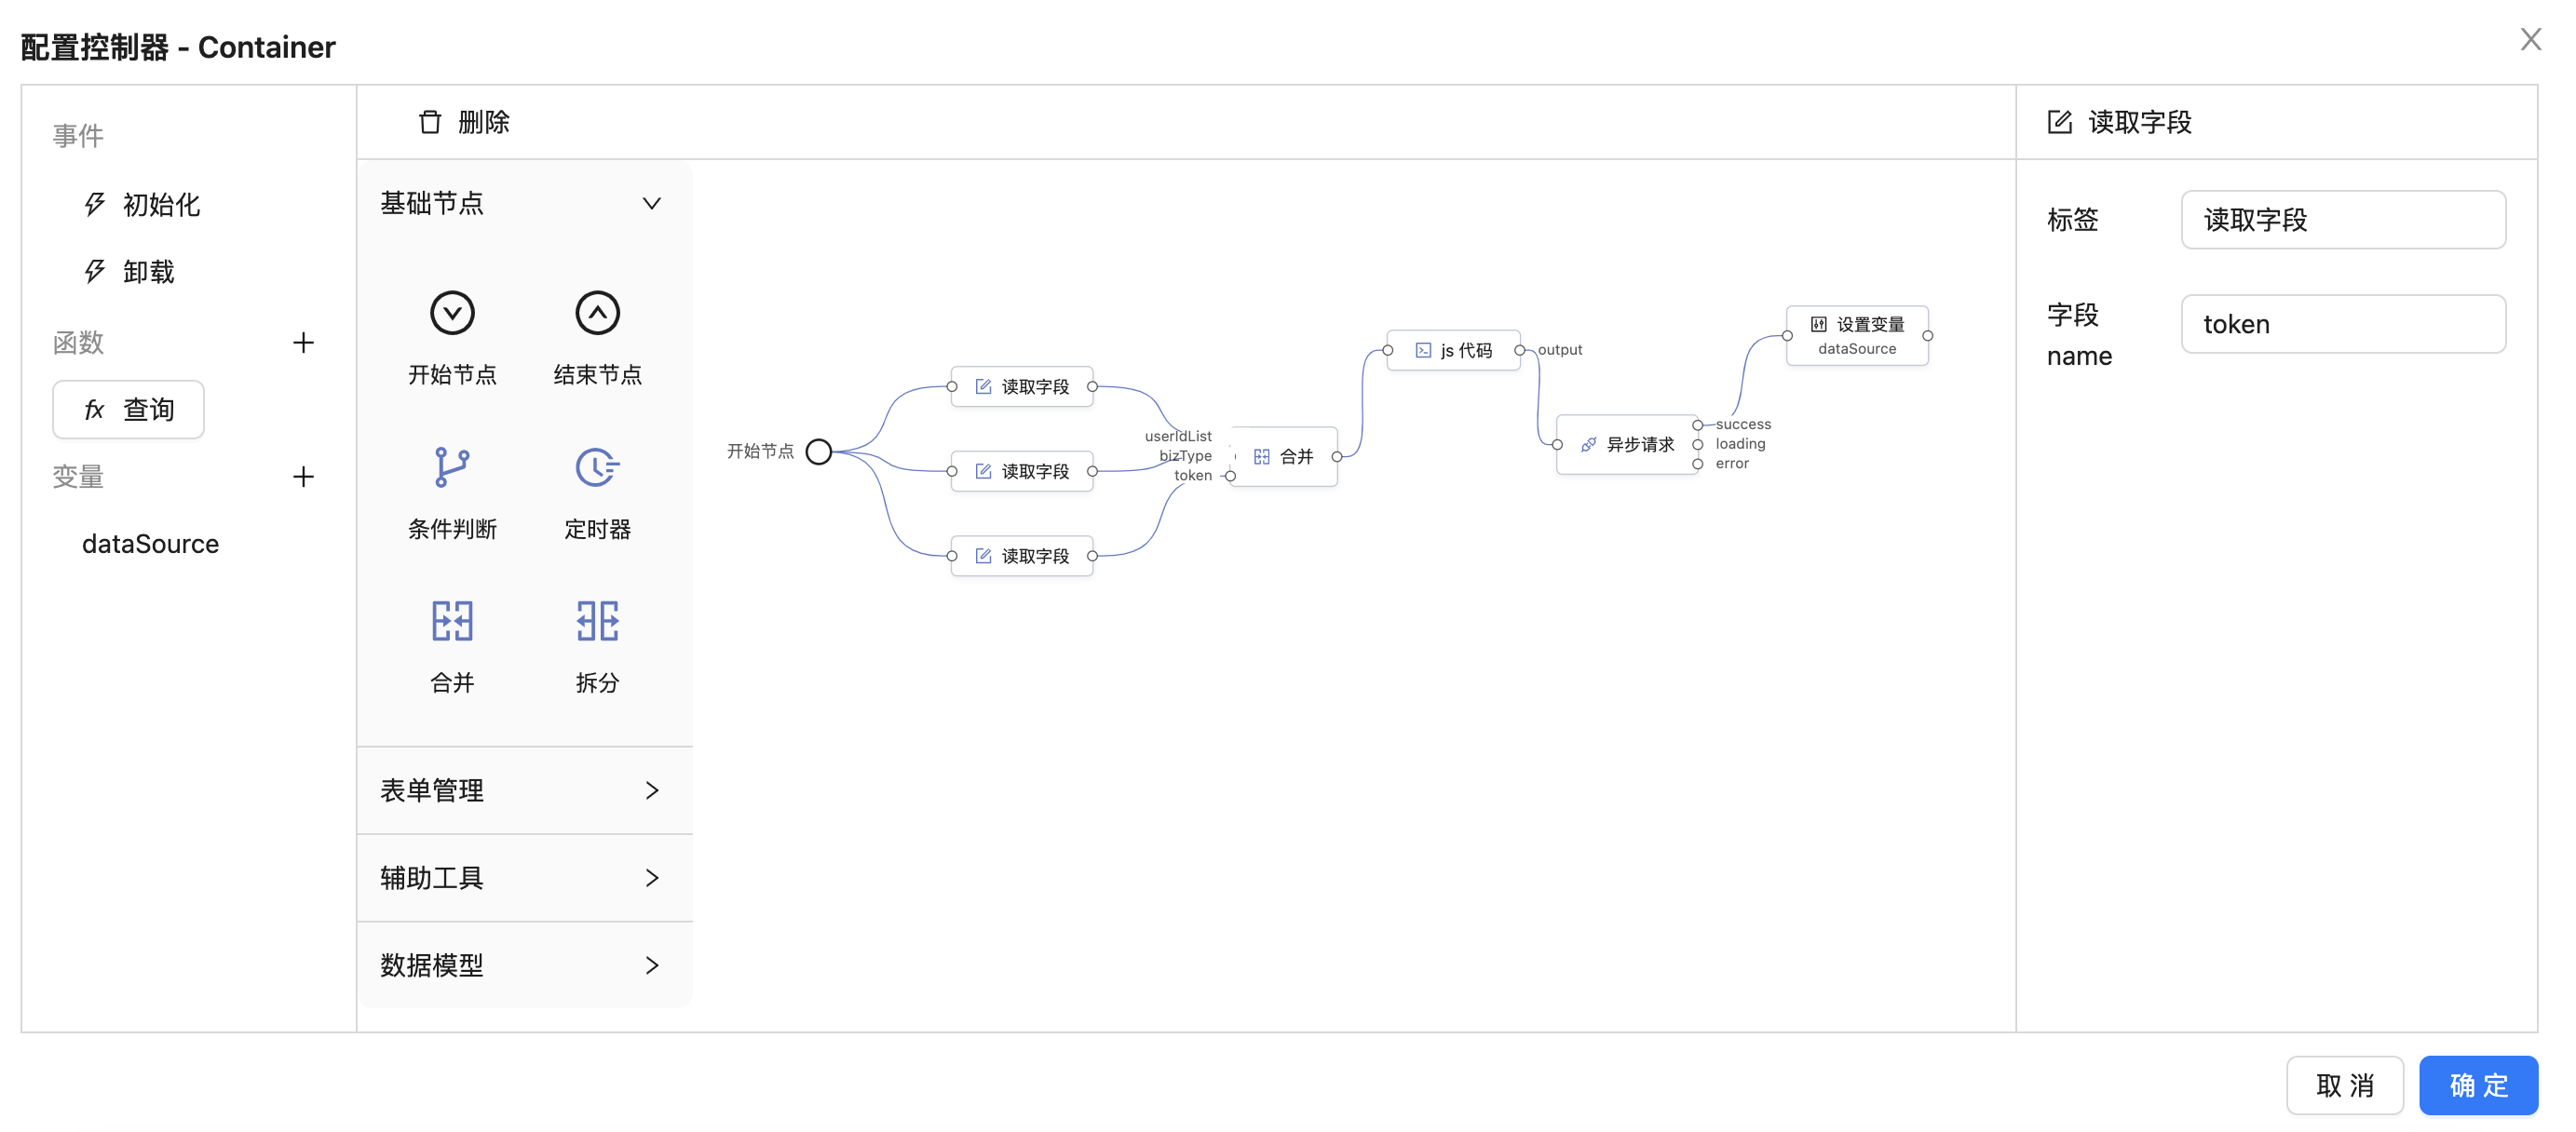 配置控制器 - Container
事件
初始化
卸载
函数
fx 查询
变量
dataSource
删除
基础节点
开始节点
结束节点
条件判断
定时器
合并
拆分
表单管理
辅助工具
数据模型
开始节点
读取字段
读取字段
读取字段
userIdList
bizType
token
合并
js 代码
output
异步请求
success
loading
error
设置变量
dataSource
读取字段
标签
读取字段
字段
name
token
取 消
确 定